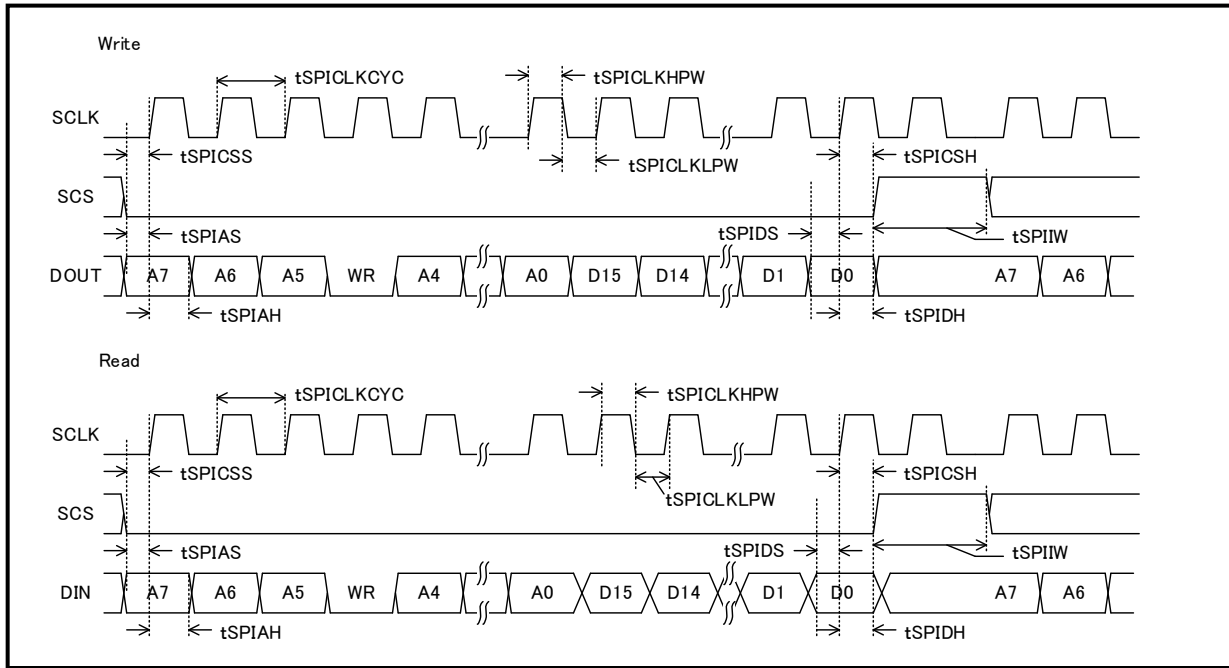 Write
tSPICLKCYC tSPICLKHPW
SCLK
tSPICSS tSPICLKLPW tSPICSH
SCS
tSPIAS tSPIDS tSPIIW
DOUT A7 A6 A5 WR A4 A0 D15 D14 D1 D0 A7 A6
tSPIAH tSPIDH
Read
tSPICLKCYC tSPICLKHPW
SCLK
tSPICSS tSPICSH
tSPICLKLPW
SCS
tSPIAS tSPIDS tSPIIW
DIN A7 A6 A5 WR A4 A0 D15 D14 D1 D0 A7 A6
tSPIAH tSPIDH